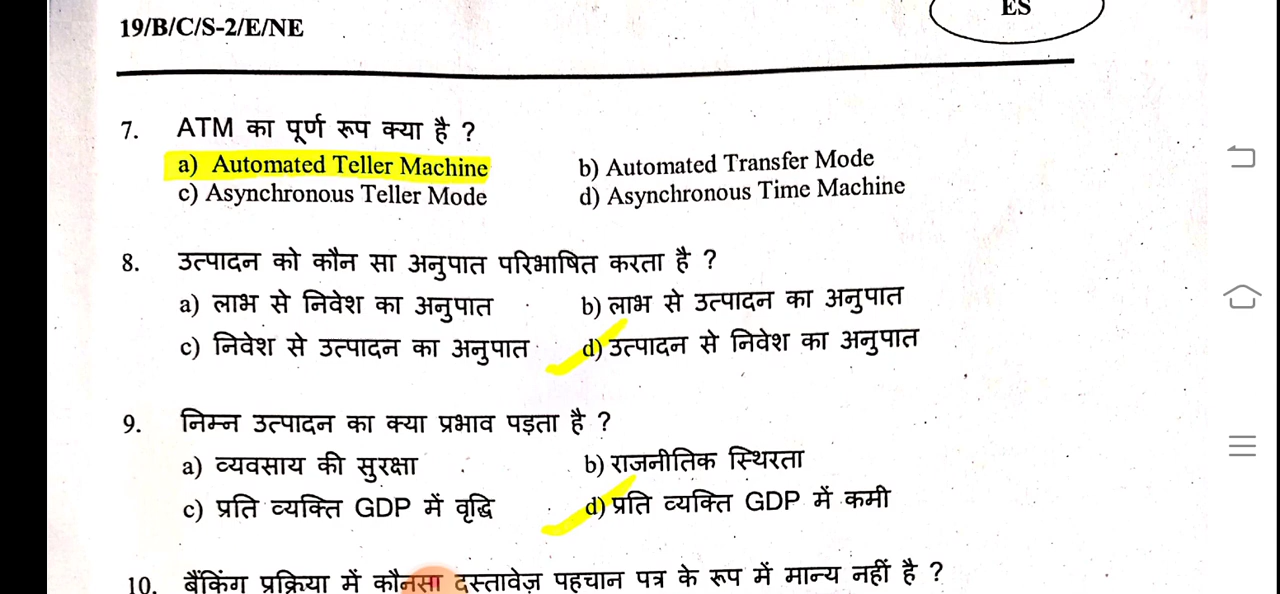 ES
19/B/C/S-2/E/NE
7. ATM का पूर्ण रूप क्या है ?
a) Automated Teller Machine b) Automated Transfer Mode
c) Asynchronous Teller Mode d) Asynchronous Time Machine
8. उत्पादन को कौन सा अनुपात परिभाषित करता है ?
a) लाभ से निवेश का अनुपात b) लाभ से उत्पादन का अनुपात
c) निवेश से उत्पादन का अनुपात d) उत्पादन से निवेश का अनुपात
9. निम्न उत्पादन का क्या प्रभाव पड़ता है ?
a) व्यवसाय की सुरक्षा b) राजनीतिक स्थिरता
c) प्रति व्यक्ति GDP में वृद्धि d) प्रति व्यक्ति GDP में कमी
10. बैंकिंग प्रक्रिया में कौनसा दस्तावेज़ पहचान पत्र के रूप में मान्य नहीं है ?